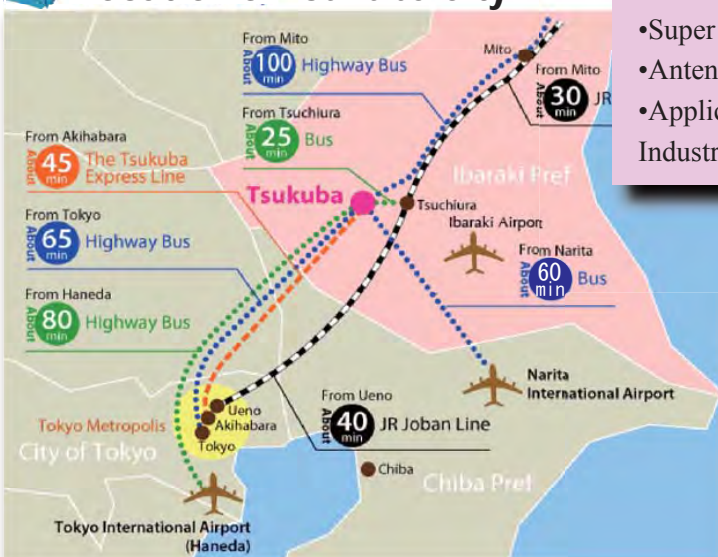 •Super
•Anten
•Applic
Industr
From Mito
About
100
min
Highway Bus
Mito
From Mito
About
30
min
JR
From Tsuchiura
About
25
min
Bus
From Akihabara
About
45
min
The Tsukuba
Express Line
Ibaraki Pref
Tsukuba
Tsuchiura
Ibaraki Airport
From Tokyo
About
65
min
Highway Bus
From Narita
About
60
min
Bus
From Haneda
About
80
min
Highway Bus
Narita
International Airport
From Ueno
About
40
min
JR Joban Line
Ueno
Akihabara
Tokyo
Tokyo Metropolis
City of Tokyo
Chiba
Chiba Pref
Tokyo International Airport
(Haneda)